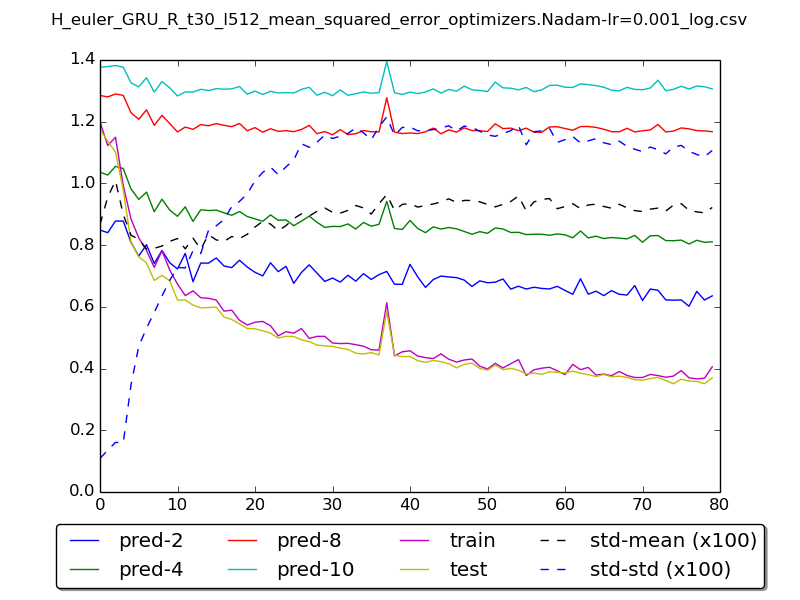 H_euler_GRU_R_t30_l512_mean_squared_error_optimizers.Nadam-lr=0.001_log.csv
1.4
1.2
1.0
0.8
0.6
0.4
0.2
0.0
0 10 20 30 40 50 60 70 80
pred-2 pred-8 train std-mean (x100)
pred-4 pred-10 test std-std (x100)